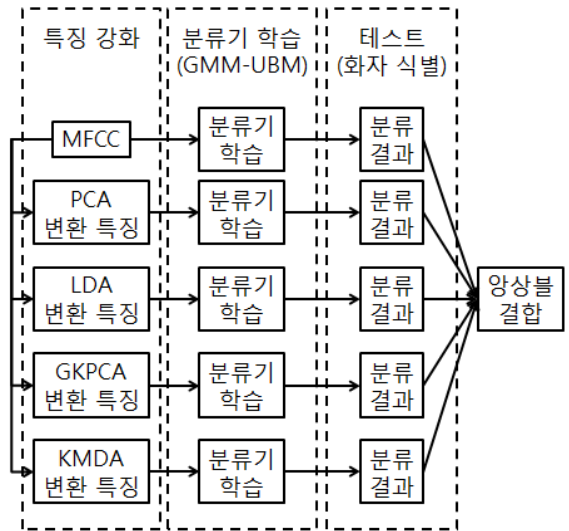 특징 강화
분류기 학습
(GMM-UBM)
테스트
(화자 식별)
MFCC
분류기
학습
분류
결과
PCA
변환 특징
분류기
학습
분류
결과
LDA
변환 특징
분류기
학습
분류
결과
앙상블
결합
GKPCA
변환 특징
분류기
학습
분류
결과
KMDA
변환 특징
분류기
학습
분류
결과